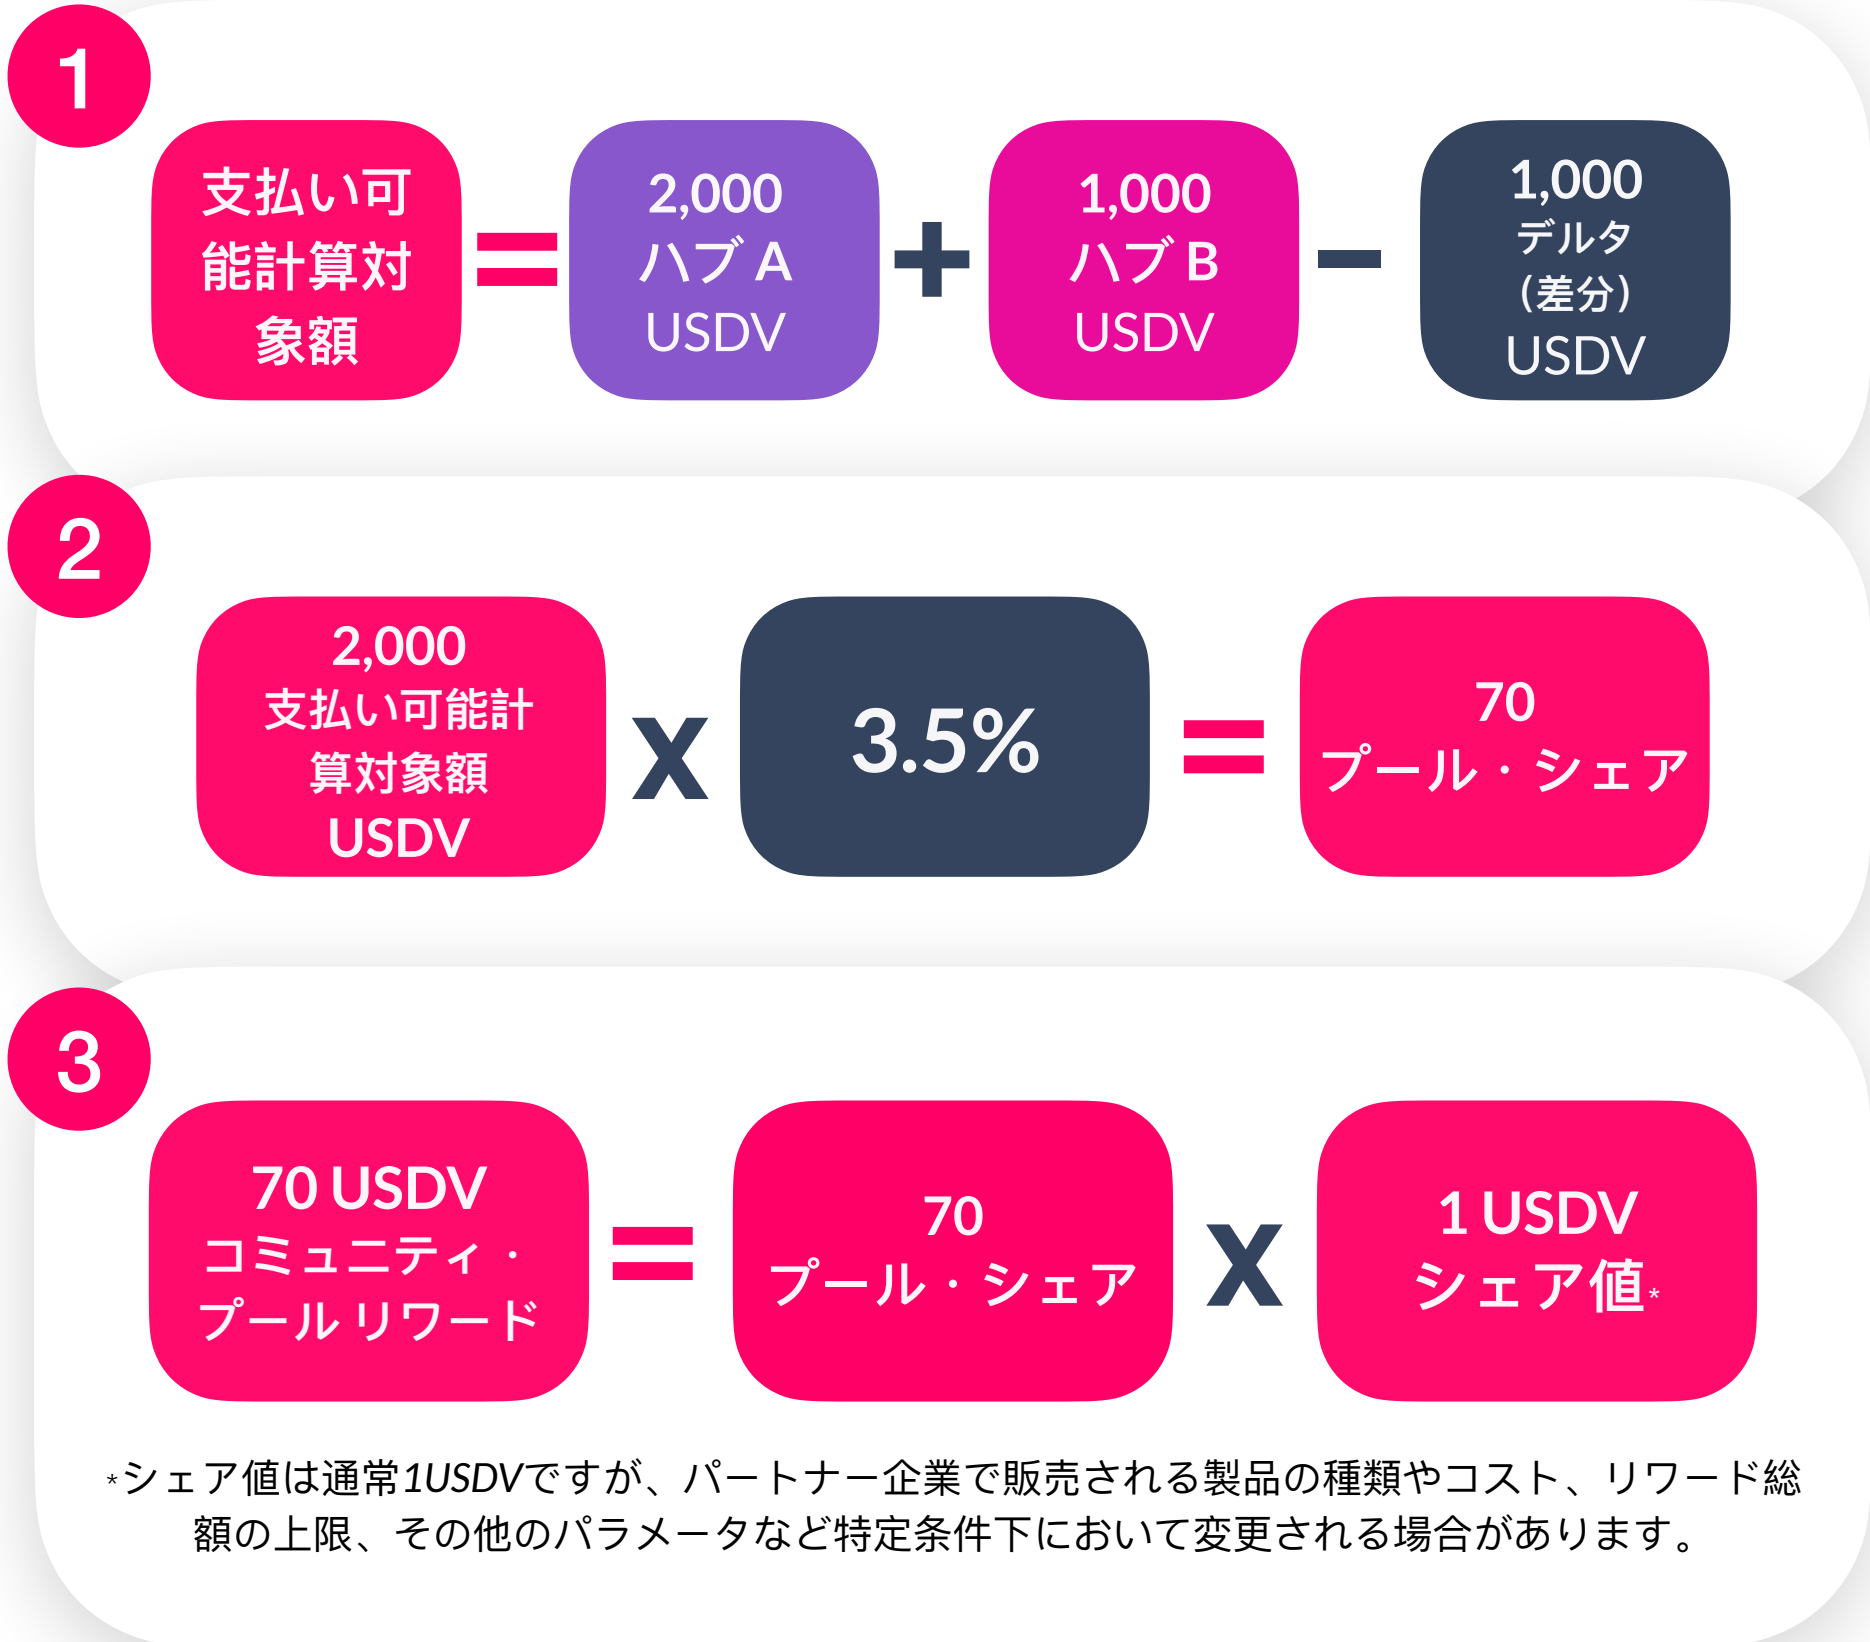 1
支払い可
能計算対
象額
=
2,000
ハブ A
USDV
+
1,000
ハブ B
USDV
-
1,000
デルタ
(差分)
USDV
2
2,000
支払い可能計
算対象額
USDV
x
3.5%
=
70
プール・シェア
3
70 USDV
コミュニティ・
プール リワード
=
70
プール・シェア
x
1 USDV
シェア値*
*シェア値は通常1USDVですが、パートナー企業で販売される製品の種類やコスト、リワード総
額の上限、その他のパラメータなど特定条件下において変更される場合があります。